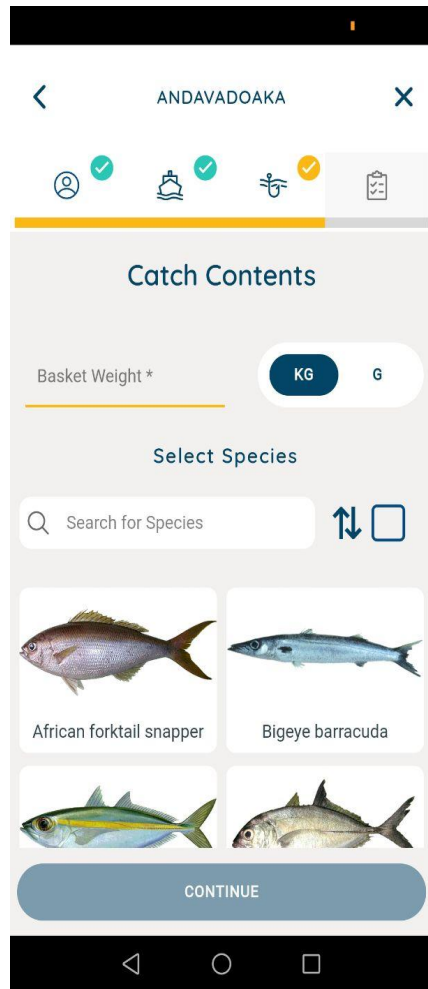 ANDAVADOAKA
Catch Contents
Basket Weight *
KG
G
Select Species
Search for Species
African forktail snapper
Bigeye barracuda
CONTINUE